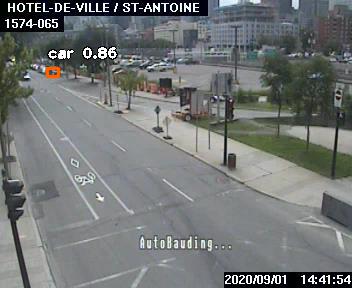 HOTEL-DE-VILLE / ST-ANTOINE
1574-065
car 0.86
AutoBauding...
2020/09/01 14:41:54